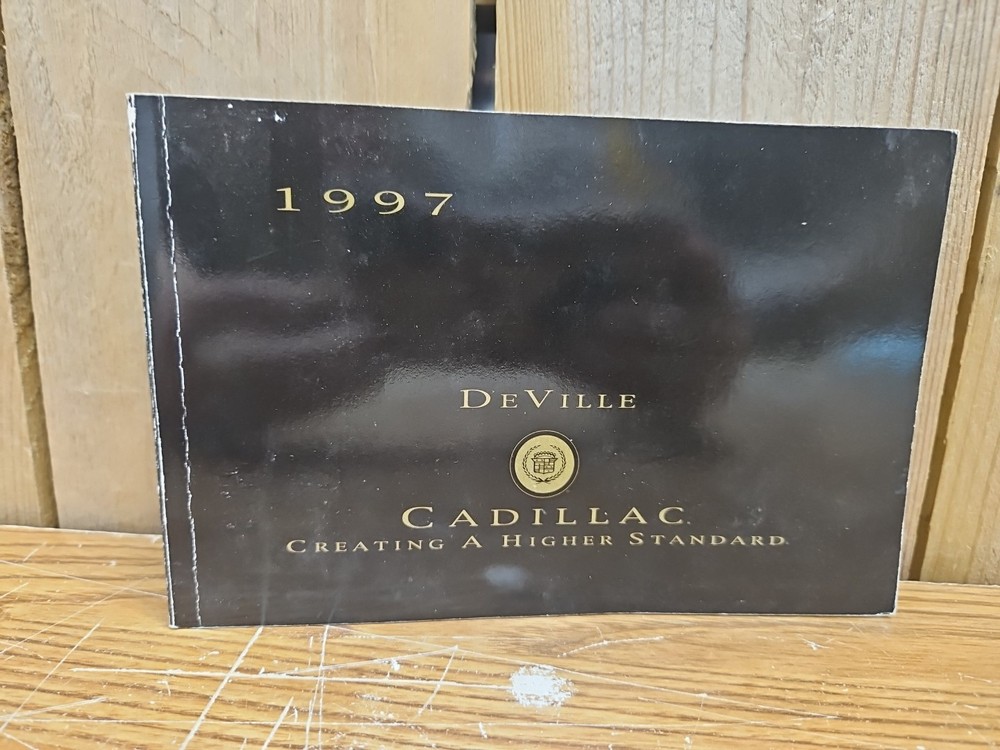 1997
DEVILLE
CADILLAC
CREATING A HIGHER STANDARD